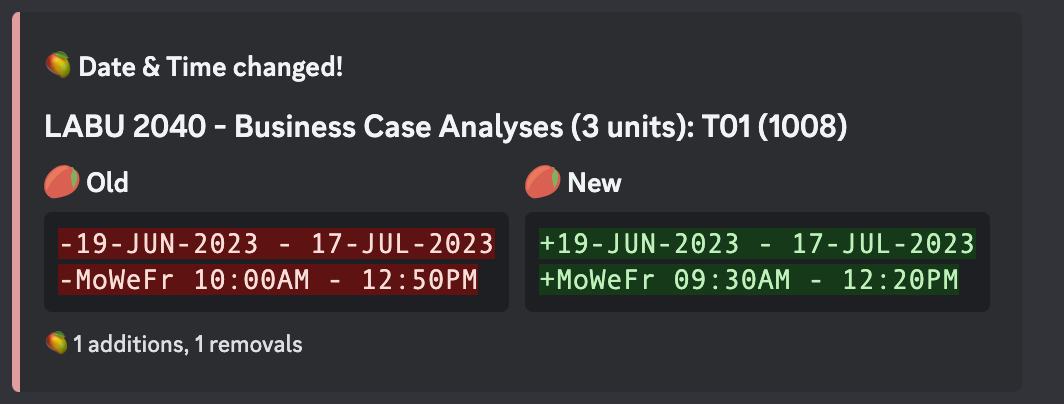 Date & Time changed!
LABU 2040 - Business Case Analyses (3 units): T01 (1008)
Old
-19-JUN-2023 - 17-JUL-2023
-MoWeFr 10:00AM - 12:50PM
New
+19-JUN-2023 - 17-JUL-2023
+MoWeFr 09:30AM - 12:20PM
1 additions, 1 removals